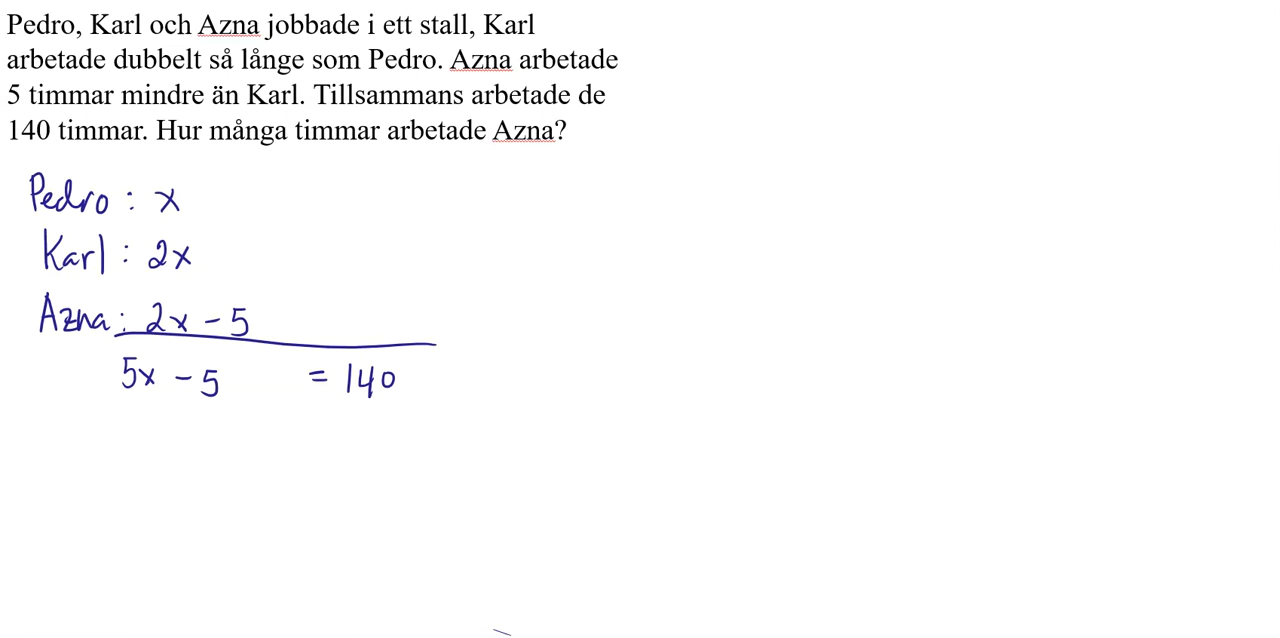 Pedro, Karl och Azna jobbade i ett stall, Karl
arbetade dubbelt så långe som Pedro. Azna arbetade
5 timmar mindre än Karl. Tillsammans arbetade de
140 timmar. Hur många timmar arbetade Azna?
Pedro : x
Karl : 2x
Azna : 2x - 5
5x - 5 = 140